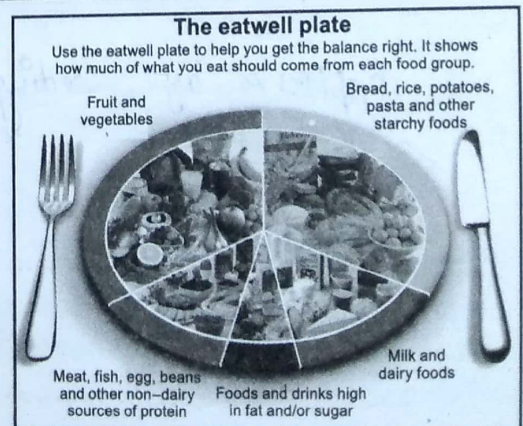 The eatwell plate
Use the eatwell plate to help you get the balance right. It shows
how much of what you eat should come from each food group.
Fruit and
vegetables
Bread, rice, potatoes,
pasta and other
starchy foods
Meat, fish, egg, beans
and other non–dairy
sources of protein
Foods and drinks high
in fat and/or sugar
Milk and
dairy foods